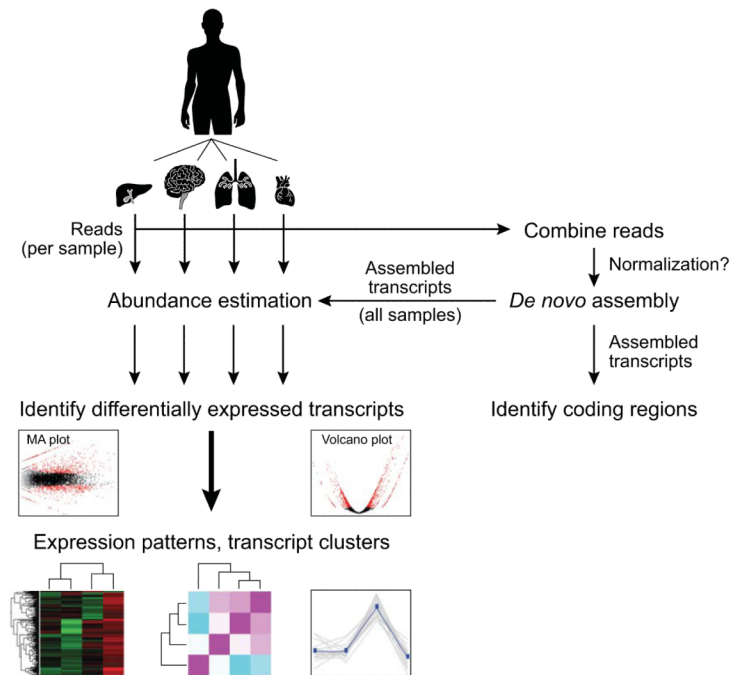 Reads
(per sample)
Combine reads
Normalization?
Assembled
transcripts
(all samples)
Abundance estimation
De novo assembly
Assembled
transcripts
Identify differentially expressed transcripts
Identify coding regions
MA plot
Volcano plot
Expression patterns, transcript clusters